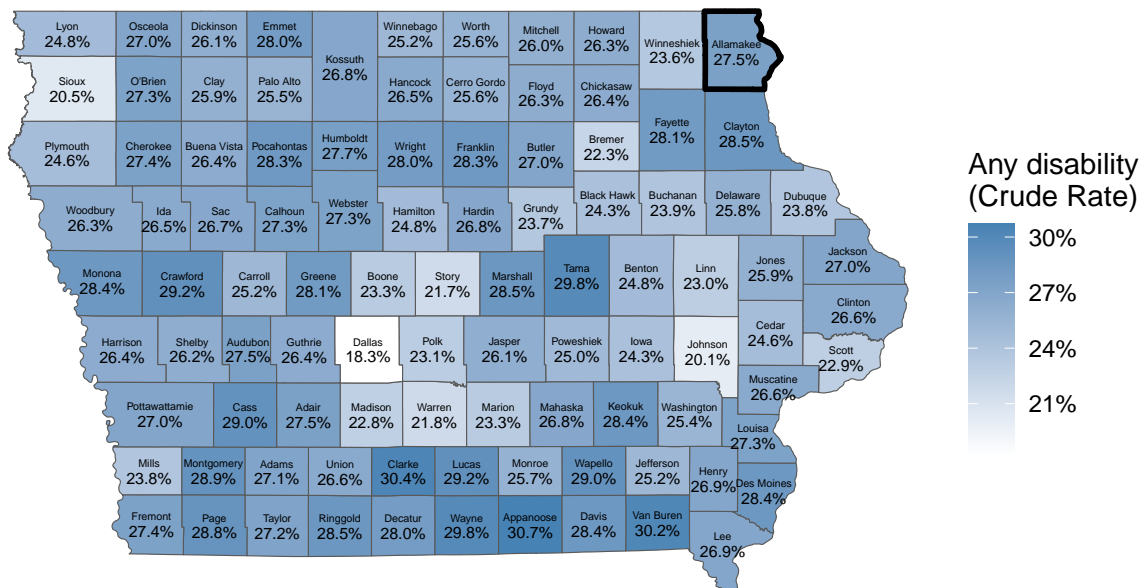 Lyon
24.8%
Osceola
27.0%
Dickinson
26.1%
Emmet
28.0%
Kossuth
26.8%
Winnebago
25.2%
Worth
25.6%
Mitchell
26.0%
Howard
26.3%
Winneshiek
23.6%
Allamakee
27.5%
Sioux
20.5%
O'Brien
27.3%
Clay
25.9%
Palo Alto
25.5%
Hancock
26.5%
Cerro Gordo
25.6%
Floyd
26.3%
Chickasaw
26.4%
Plymouth
24.6%
Cherokee
27.4%
Buena Vista
26.4%
Pocahontas
28.3%
Humboldt
27.7%
Wright
28.0%
Franklin
28.3%
Butler
27.0%
Bremer
22.3%
Fayette
28.1%
Clayton
28.5%
Woodbury
26.3%
Ida
26.5%
Sac
26.7%
Calhoun
27.3%
Webster
27.3%
Hamilton
24.8%
Hardin
26.8%
Grundy
23.7%
Black Hawk
24.3%
Buchanan
23.9%
Delaware
25.8%
Dubuque
23.8%
Monona
28.4%
Crawford
29.2%
Carroll
25.2%
Greene
28.1%
Boone
23.3%
Story
21.7%
Marshall
28.5%
Tama
29.8%
Benton
24.8%
Linn
23.0%
Jones
25.9%
Jackson
27.0%
Clinton
26.6%
Harrison
26.4%
Shelby
26.2%
Audubon
27.5%
Guthrie
26.4%
Dallas
18.3%
Polk
23.1%
Jasper
26.1%
Poweshiek
25.0%
Iowa
24.3%
Johnson
20.1%
Cedar
24.6%
Scott
22.9%
Muscatine
26.6%
Pottawattamie
27.0%
Cass
29.0%
Adair
27.5%
Madison
22.8%
Warren
21.8%
Marion
23.3%
Mahaska
26.8%
Keokuk
28.4%
Washington
25.4%
Louisa
27.3%
Mills
23.8%
Montgomery
28.9%
Adams
27.1%
Union
26.6%
Clarke
30.4%
Lucas
29.2%
Monroe
25.7%
Wapello
29.0%
Jefferson
25.2%
Henry
26.9%
Des Moines
28.4%
Fremont
27.4%
Page
28.8%
Taylor
27.2%
Ringgold
28.5%
Decatur
28.0%
Wayne
29.8%
Appanoose
30.7%
Davis
28.4%
Van Buren
30.2%
Lee
26.9%
Any disability
(Crude Rate)
30%
27%
24%
21%